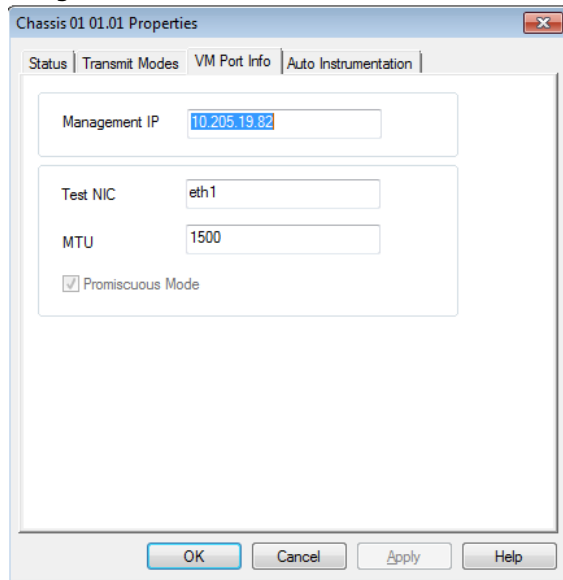 Chassis 01 01.01 Properties
Status Transmit Modes VM Port Info Auto Instrumentation
Management IP 10.205.19.82
Test NIC eth1
MTU 1500
Promiscuous Mode
OK Cancel Apply Help